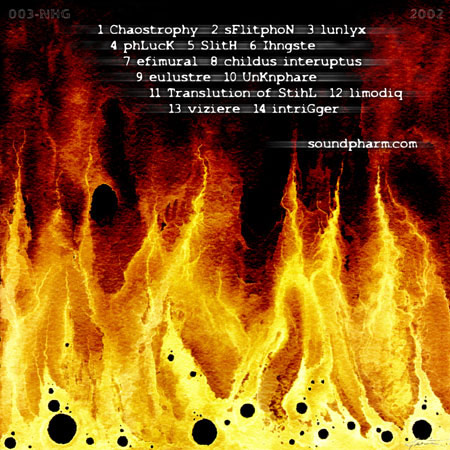 003-NHG 2002
1 Chaostrophy 2 sFlitphoN 3 lunlyx
4 phLucK 5 SlitH 6 Ihngste
7 efimural 8 childus interuptus
9 eulustre 10 UnKnphare
11 Translution of StihL 12 limodiq
13 viziere 14 intriGger
soundpharm.com